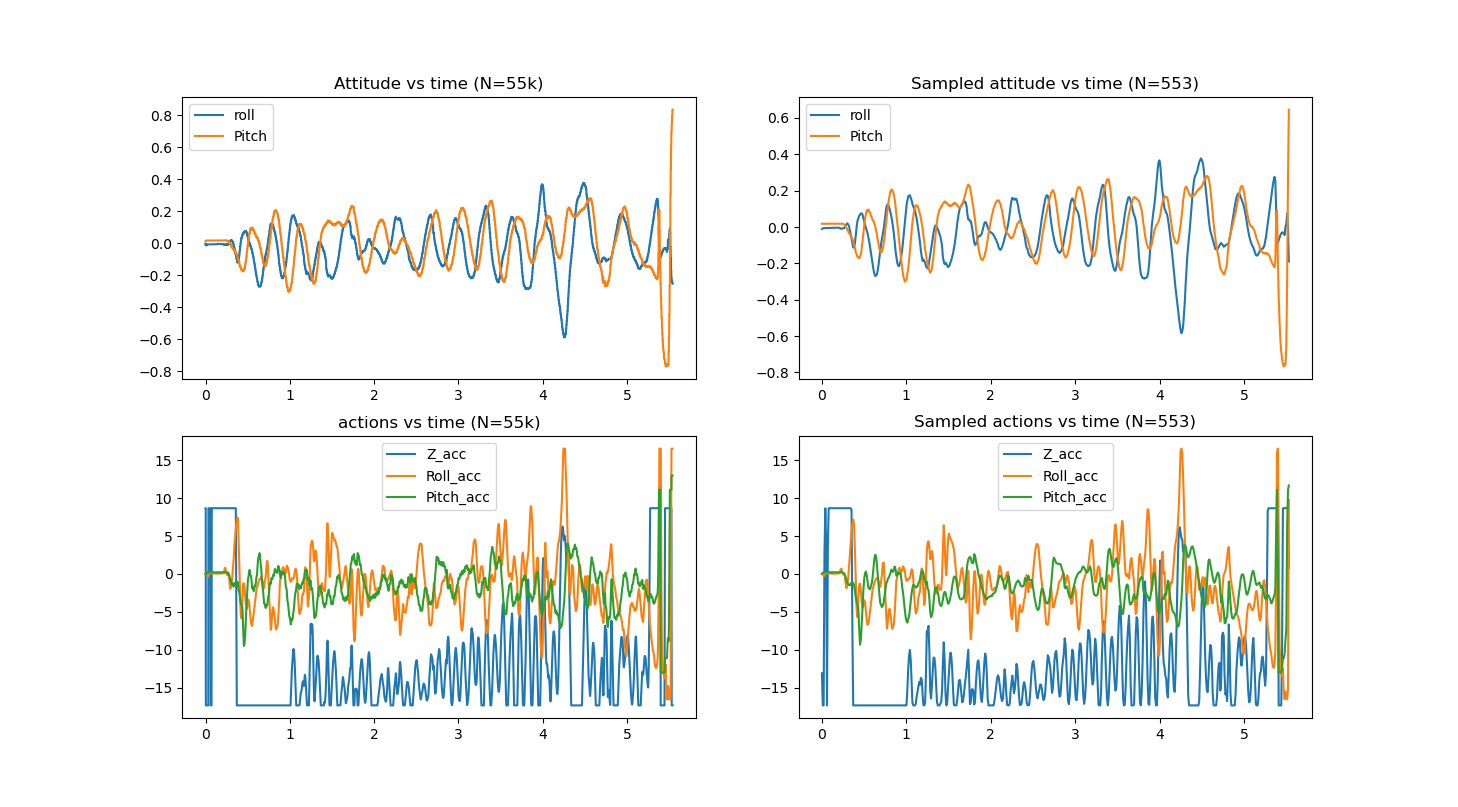 Attitude vs time (N=55k)
roll
Pitch
0.8
0.6
0.4
0.2
0.0
−0.2
−0.4
−0.6
−0.8
0 1 2 3 4 5
Sampled attitude vs time (N=553)
roll
Pitch
0.6
0.4
0.2
0.0
−0.2
−0.4
−0.6
−0.8
0 1 2 3 4 5
actions vs time (N=55k)
Z_acc
Roll_acc
Pitch_acc
15
10
5
0
−5
−10
−15
0 1 2 3 4 5
Sampled actions vs time (N=553)
Z_acc
Roll_acc
Pitch_acc
15
10
5
0
−5
−10
−15
0 1 2 3 4 5